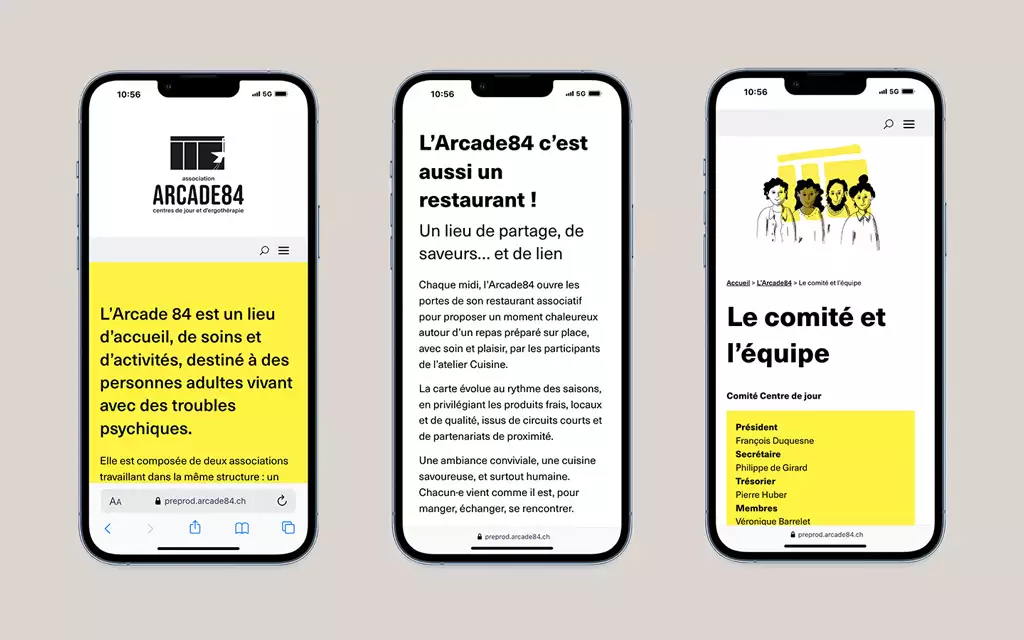 10:56
5G
association
ARCADE84
centres de jour et d'ergothérapie
L'Arcade 84 est un lieu
d'accueil, de soins et
d'activités, destiné à des
personnes adultes vivant
avec des troubles
psychiques.
Elle est composée de deux associations
travaillant dans la même structure : un
AA
preprod.arcade84.ch
10:56
5G
L'Arcade84 c'est
aussi un
restaurant !
Un lieu de partage, de
saveurs... et de lien
Chaque midi, l'Arcade84 ouvre les
portes de son restaurant associatif
pour proposer un moment chaleureux
autour d'un repas préparé sur place,
avec soin et plaisir, par les participants
de l'atelier Cuisine.
La carte évolue au rythme des saisons,
en privilégiant les produits frais, locaux
et de qualité, issus de circuits courts et
de partenariats de proximité.
Une ambiance conviviale, une cuisine
savoureuse, et surtout humaine.
Chacun·e vient comme il est, pour
manger, échanger, se rencontrer.
preprod.arcade84.ch
10:56
5G
Accueil > L'Arcade84 > Le comité et l'équipe
Le comité et
l'équipe
Comité Centre de jour
Président
François Duquesne
Secrétaire
Philippe de Girard
Trésorier
Pierre Huber
Membres
Véronique Barrelet
preprod.arcade84.ch